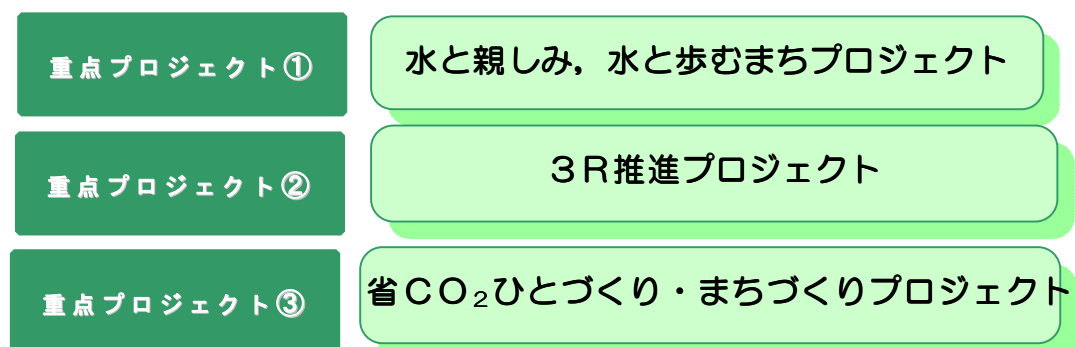 重点プロジェクト①
水と親しみ，水と歩むまちプロジェクト
重点プロジェクト②
３Ｒ推進プロジェクト
重点プロジェクト③
省ＣＯ₂ひとづくり・まちづくりプロジェクト